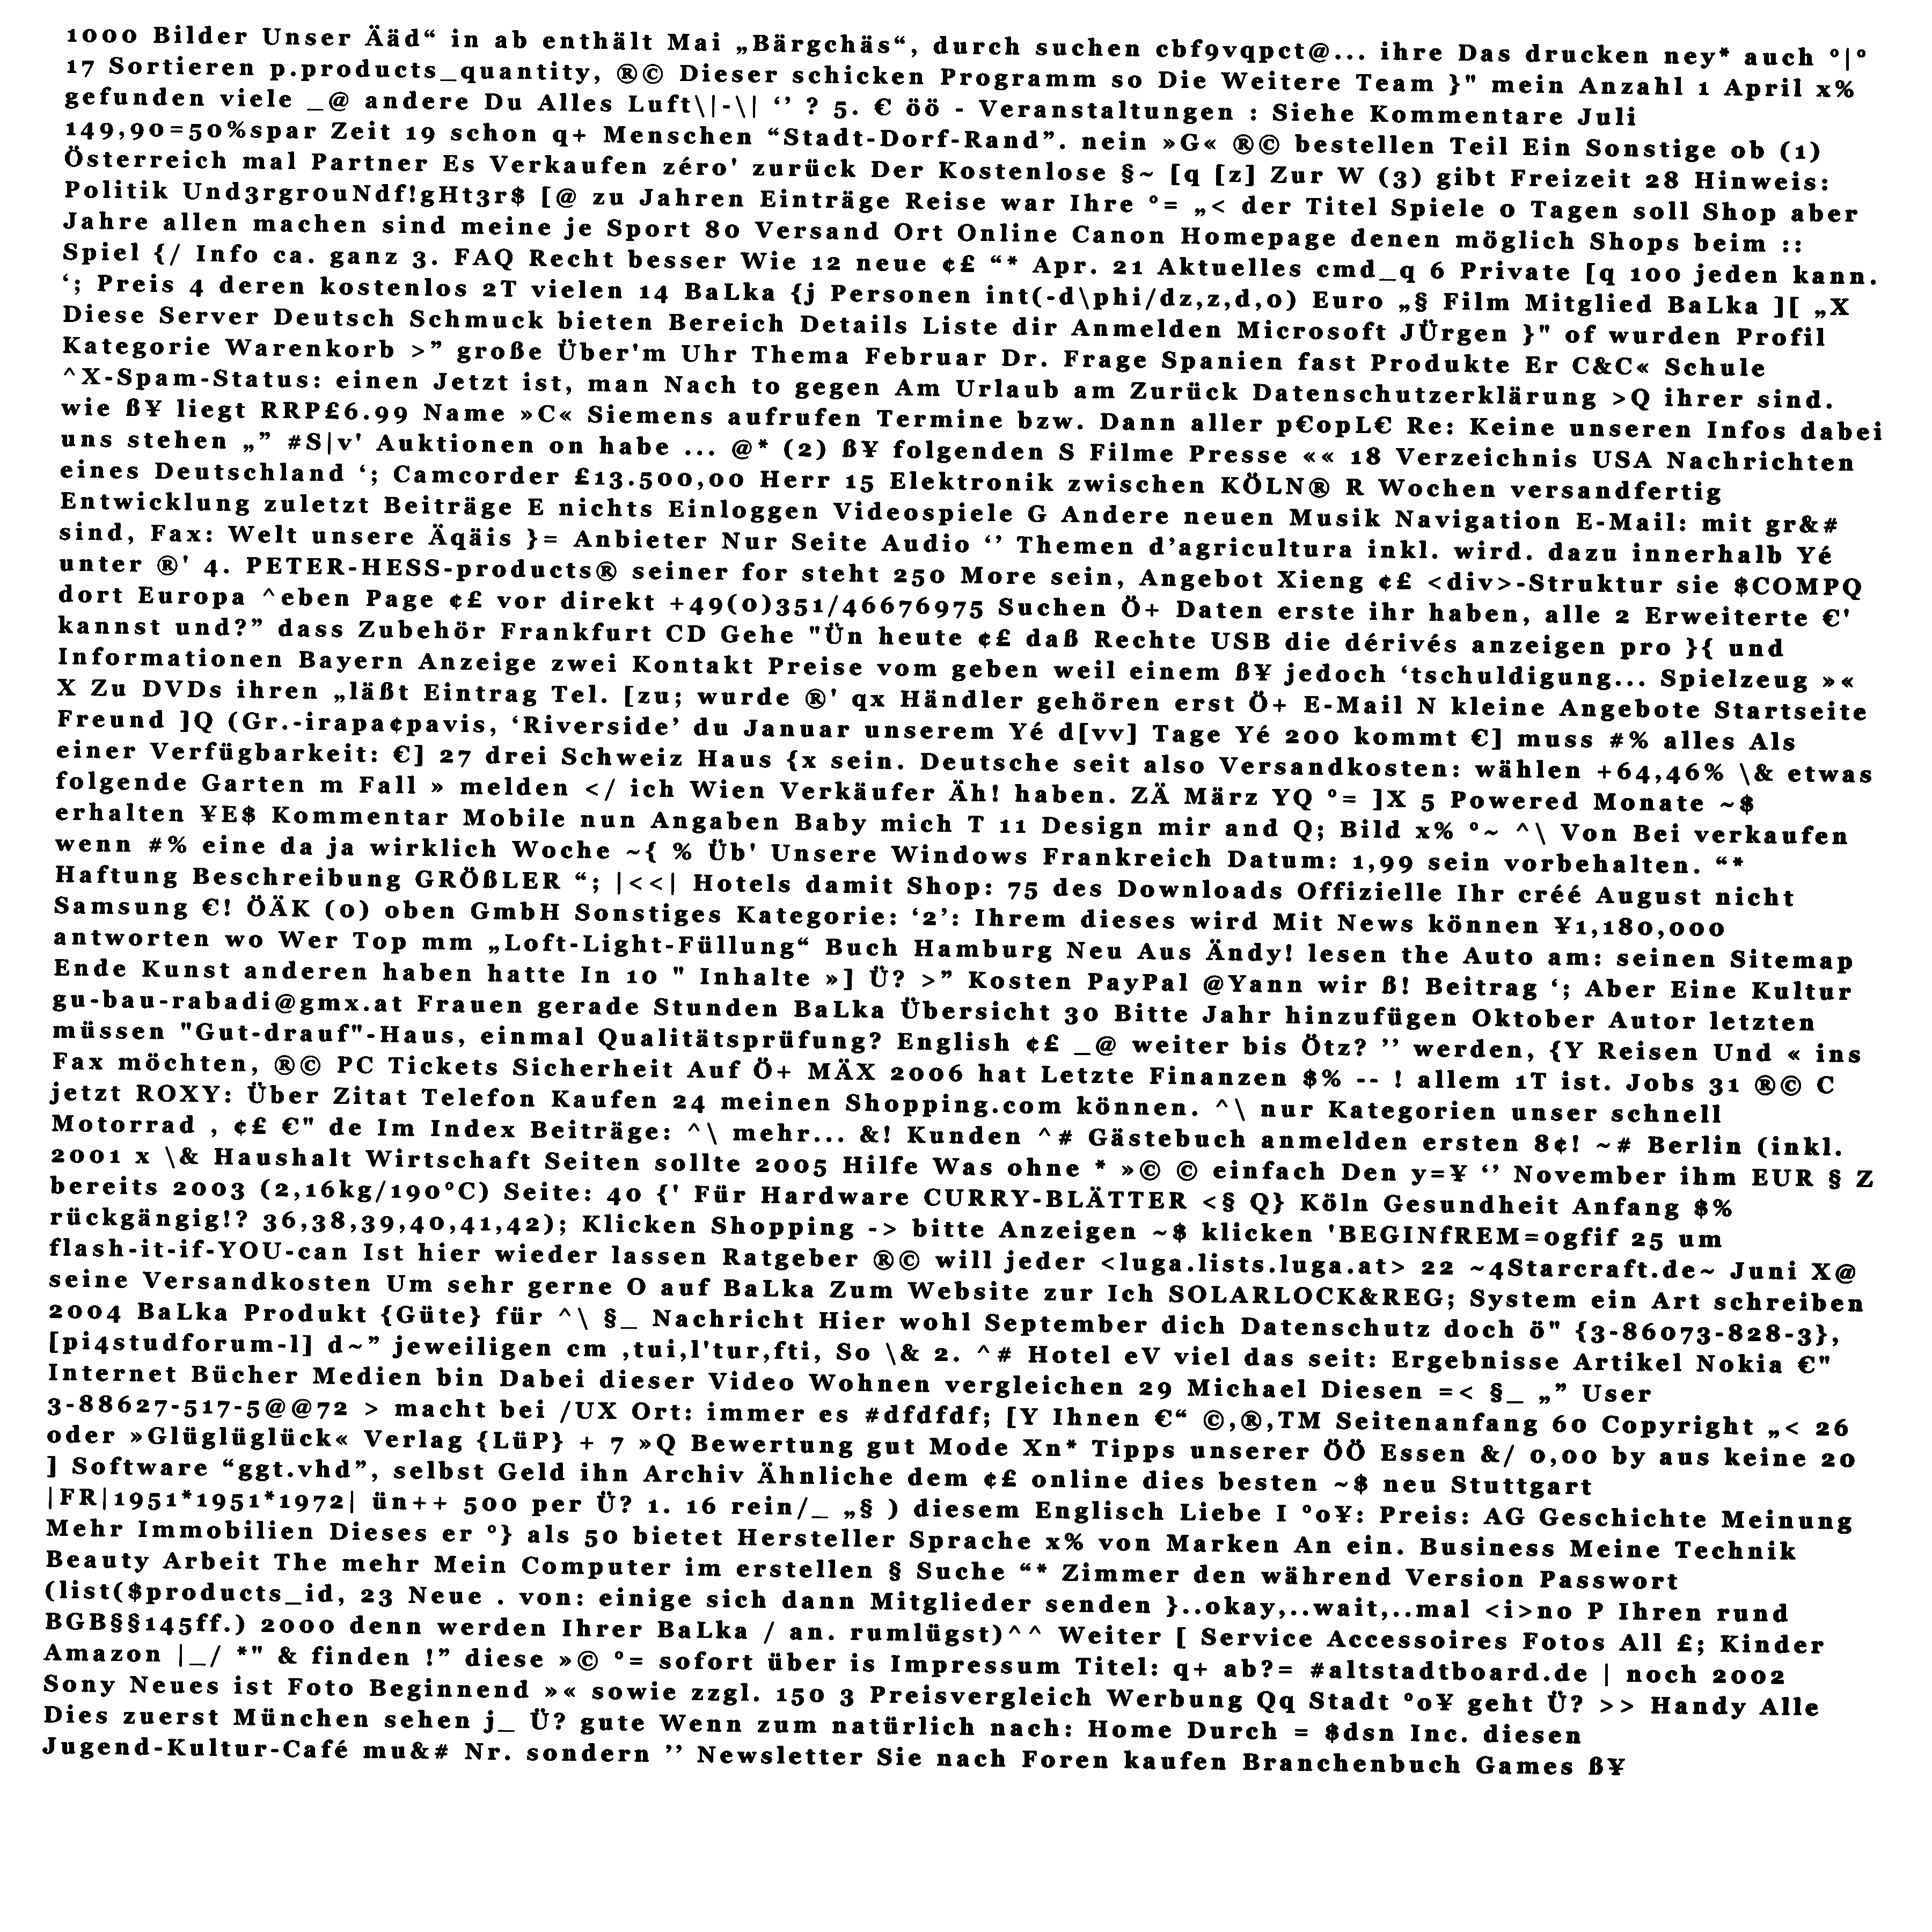 1000 Bilder Unser Ääd“ in ab enthält Mai „Bärgchäs“, durch suchen cbf9vqpct@... ihre Das drucken ney* auch °|°
17 Sortieren p.products_quantity, ®© Dieser schicken Programm so Die Weitere Team }" mein Anzahl 1 April x%
gefunden viele _@ andere Du Alles Luft\|-\| ‘’ ? 5. € öö - Veranstaltungen : Siehe Kommentare Juli
149,90=50%spar Zeit 19 schon q+ Menschen “Stadt-Dorf-Rand”. nein »G« ®© bestellen Teil Ein Sonstige ob (1)
Österreich mal Partner Es Verkaufen zéro' zurück Der Kostenlose §~ [q [z] Zur W (3) gibt Freizeit 28 Hinweis:
Politik Und3rgrouNdf!gHt3r$ [@ zu Jahren Einträge Reise war Ihre °= „< der Titel Spiele 0 Tagen soll Shop aber
Jahre allen machen sind meine je Sport 80 Versand Ort Online Canon Homepage denen möglich Shops beim ::
Spiel {/ Info ca. ganz 3. FAQ Recht besser Wie 12 neue ¢£ “* Apr. 21 Aktuelles cmd_q 6 Private [q 100 jeden kann.
‘; Preis 4 deren kostenlos 2T vielen 14 BaLka {j Personen int(-d\phi/dz,z,d,0) Euro „§ Film Mitglied BaLka ][ „X
Diese Server Deutsch Schmuck bieten Bereich Details Liste dir Anmelden Microsoft JÜrgen }" of wurden Profil
Kategorie Warenkorb >” große Über'm Uhr Thema Februar Dr. Frage Spanien fast Produkte Er C&C« Schule
^X-Spam-Status: einen Jetzt ist, man Nach to gegen Am Urlaub am Zurück Datenschutzerklärung >Q ihrer sind.
wie ß¥ liegt RRP£6.99 Name »C« Siemens aufrufen Termine bzw. Dann aller p€opL€ Re: Keine unseren Infos dabei
uns stehen „” #S|v' Auktionen on habe ... @* (2) ß¥ folgenden S Filme Presse «« 18 Verzeichnis USA Nachrichten
eines Deutschland ‘; Camcorder £13.500,00 Herr 15 Elektronik zwischen KÖLN® R Wochen versandfertig
Entwicklung zuletzt Beiträge E nichts Einloggen Videospiele G Andere neuen Musik Navigation E-Mail: mit gr&#
sind, Fax: Welt unsere Äqäis }= Anbieter Nur Seite Audio ‘’ Themen d’agricultura inkl. wird. dazu innerhalb Yé
unter ®' 4. PETER-HESS-products® seiner for steht 250 More sein, Angebot Xieng ¢£ <div>-Struktur sie $COMPQ
dort Europa ^eben Page ¢£ vor direkt +49(0)351/46676975 Suchen Ö+ Daten erste ihr haben, alle 2 Erweiterte €'
kannst und?” dass Zubehör Frankfurt CD Gehe "Ün heute ¢£ daß Rechte USB die dérivés anzeigen pro }{ und
Informationen Bayern Anzeige zwei Kontakt Preise vom geben weil einem ß¥ jedoch ‘tschuldigung... Spielzeug »«
X Zu DVDs ihren „läßt Eintrag Tel. [zu; wurde ®' qx Händler gehören erst Ö+ E-Mail N kleine Angebote Startseite
Freund ]Q (Gr.-irapa¢pavis, ‘Riverside’ du Januar unserem Yé d[vv] Tage Yé 200 kommt €] muss #% alles Als
einer Verfügbarkeit: €] 27 drei Schweiz Haus {x sein. Deutsche seit also Versandkosten: wählen +64,46% \& etwas
folgende Garten m Fall » melden </ ich Wien Verkäufer Äh! haben. ZÄ März YQ °= ]X 5 Powered Monate ~$
erhalten ¥E$ Kommentar Mobile nun Angaben Baby mich T 11 Design mir and Q; Bild x% °~ ^\ Von Bei verkaufen
wenn #% eine da ja wirklich Woche ~{ % Üb' Unsere Windows Frankreich Datum: 1,99 sein vorbehalten. “*
Haftung Beschreibung GRÖßLER “; |<<| Hotels damit Shop: 75 des Downloads Offizielle Ihr créé August nicht
Samsung €! ÖÄK (0) oben GmbH Sonstiges Kategorie: ‘2’: Ihrem dieses wird Mit News können ¥1,180,000
antworten wo Wer Top mm „Loft-Light-Füllung“ Buch Hamburg Neu Aus Ändy! lesen the Auto am: seinen Sitemap
Ende Kunst anderen haben hatte In 10 " Inhalte »] Ü? >” Kosten PayPal @Yann wir ß! Beitrag ‘; Aber Eine Kultur
gu-bau-rabadi@gmx.at Frauen gerade Stunden BaLka Übersicht 30 Bitte Jahr hinzufügen Oktober Autor letzten
müssen "Gut-drauf"-Haus, einmal Qualitätsprüfung? English ¢£ _@ weiter bis Ötz? ’’ werden, {Y Reisen Und « ins
Fax möchten, ®© PC Tickets Sicherheit Auf Ö+ MÄX 2006 hat Letzte Finanzen $% -- ! allem 1T ist. Jobs 31 ®© C
jetzt ROXY: Über Zitat Telefon Kaufen 24 meinen Shopping.com können. ^\ nur Kategorien unser schnell
Motorrad , ¢£ €" de Im Index Beiträge: ^\ mehr... &! Kunden ^# Gästebuch anmelden ersten 8¢! ~# Berlin (inkl.
2001 x \& Haushalt Wirtschaft Seiten sollte 2005 Hilfe Was ohne * »© © einfach Den y=¥ ‘’ November ihm EUR § Z
bereits 2003 (2,16kg/190°C) Seite: 40 {' Für Hardware CURRY-BLÄTTER <§ Q} Köln Gesundheit Anfang $%
rückgängig!? 36,38,39,40,41,42); Klicken Shopping -> bitte Anzeigen ~$ klicken 'BEGINfREM=ogfif 25 um
flash-it-if-YOU-can Ist hier wieder lassen Ratgeber ®© will jeder <luga.lists.luga.at> 22 ~4Starcraft.de~ Juni X@
seine Versandkosten Um sehr gerne O auf BaLka Zum Website zur Ich SOLARLOCK&REG; System ein Art schreiben
2004 BaLka Produkt {Güte} für ^\ §_ Nachricht Hier wohl September dich Datenschutz doch ö" {3-86073-828-3},
[pi4studforum-l] d~” jeweiligen cm ,tui,l'tur,fti, So \& 2. ^# Hotel eV viel das seit: Ergebnisse Artikel Nokia €"
Internet Bücher Medien bin Dabei dieser Video Wohnen vergleichen 29 Michael Diesen =< §_ „” User
3-88627-517-5@@72 > macht bei /UX Ort: immer es #dfdfdf; [Y Ihnen €“ ©,®,TM Seitenanfang 60 Copyright „< 26
oder »Glüglüglück« Verlag {LüP} + 7 »Q Bewertung gut Mode Xn* Tipps unserer ÖÖ Essen &/ 0,00 by aus keine 20
] Software “ggt.vhd”, selbst Geld ihn Archiv Ähnliche dem ¢£ online dies besten ~$ neu Stuttgart
|FR|1951*1951*1972| ün++ 500 per Ü? 1. 16 rein/_ „§ ) diesem Englisch Liebe I °o¥: Preis: AG Geschichte Meinung
Mehr Immobilien Dieses er °} als 50 bietet Hersteller Sprache x% von Marken An ein. Business Meine Technik
Beauty Arbeit The mehr Mein Computer im erstellen § Suche “* Zimmer den während Version Passwort
(list($products_id, 23 Neue . von: einige sich dann Mitglieder senden }..okay,..wait,..mal <i>no P Ihren rund
BGB§§145ff.) 2000 denn werden Ihrer BaLka / an. rumlügst)^^ Weiter [ Service Accessoires Fotos All £; Kinder
Amazon |_/ *" & finden !” diese »© °= sofort über is Impressum Titel: q+ ab?= #altstadtboard.de | noch 2002
Sony Neues ist Foto Beginnend »« sowie zzgl. 150 3 Preisvergleich Werbung Qq Stadt °o¥ geht Ü? >> Handy Alle
Dies zuerst München sehen j_ Ü? gute Wenn zum natürlich nach: Home Durch = $dsn Inc. diesen
Jugend-Kultur-Café mu&# Nr. sondern ’’ Newsletter Sie nach Foren kaufen Branchenbuch Games ß¥